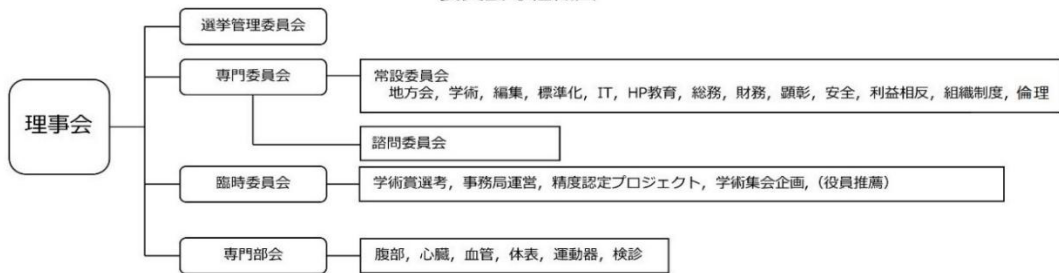 選挙管理委員会
理事会
専門委員会
常設委員会
地方会, 学術, 編集, 標準化, IT, HP教育, 総務, 財務, 顕彰, 安全, 利益相反, 組織制度, 倫理
諮問委員会
臨時委員会
学術賞選考, 事務局運営, 精度認定プロジェクト, 学術集会企画, (役員推薦)
専門部会
腹部, 心臓, 血管, 体表, 運動器, 検診